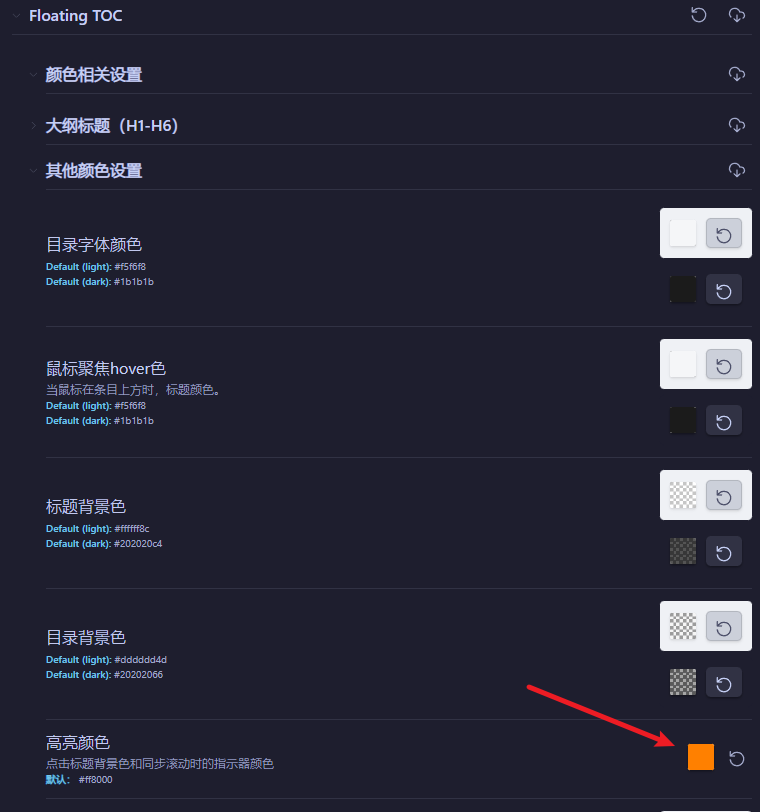 Floating TOC
颜色相关设置
大纲标题（H1-H6）
其他颜色设置
目录字体颜色
Default (light): #f5f6f8
Default (dark): #1b1b1b
鼠标聚焦hover色
当鼠标在条目上方时，标题颜色。
Default (light): #f5f6f8
Default (dark): #1b1b1b
标题背景色
Default (light): #ffffff8c
Default (dark): #202020c4
目录背景色
Default (light): #dddddd4d
Default (dark): #20202066
高亮颜色
点击标题背景色和同步滚动时的指示器颜色
默认： #ff8000